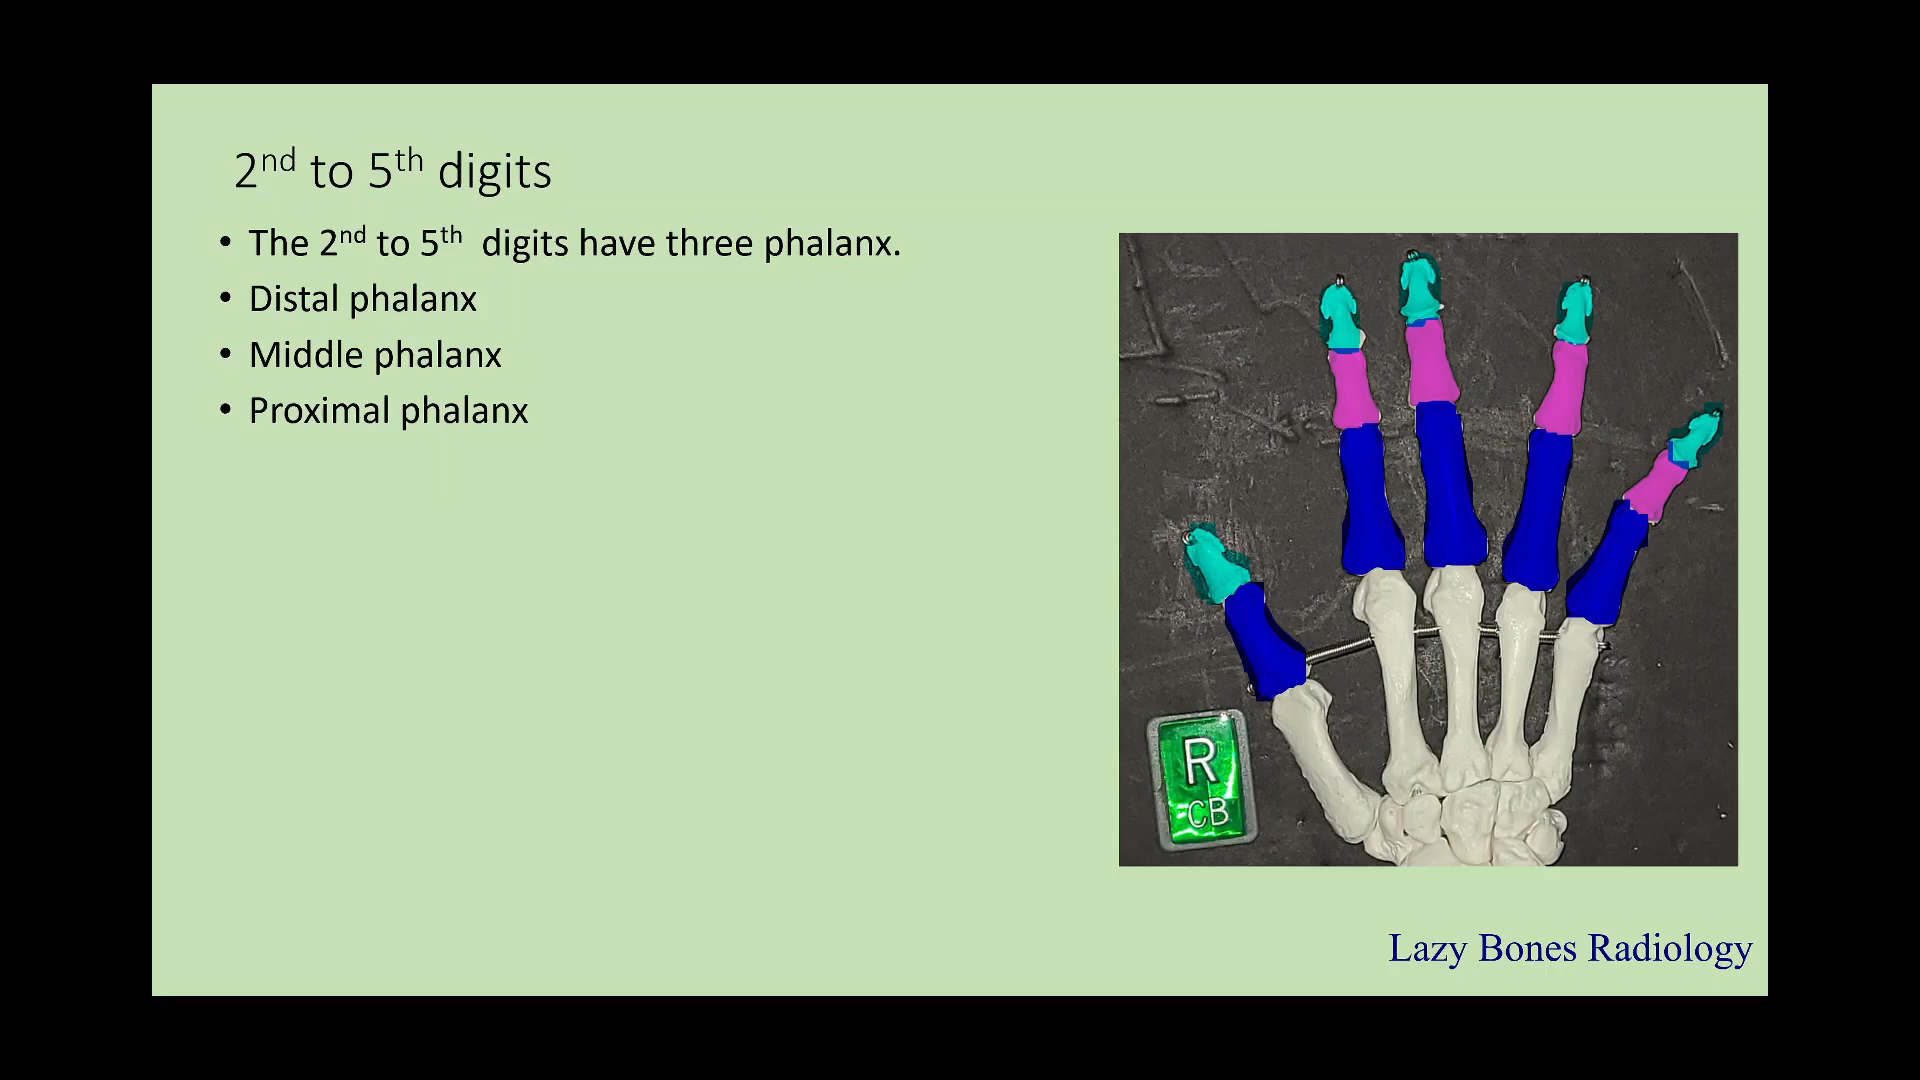 2nd to 5th digits
• The 2nd to 5th digits have three phalanx.
• Distal phalanx
• Middle phalanx
• Proximal phalanx
R
CB
Lazy Bones Radiology